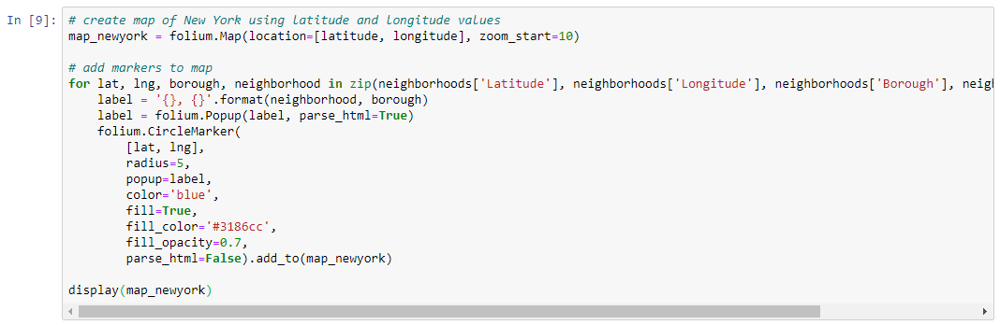 In [9]: # create map of New York using latitude and longitude values
map_newyork = folium.Map(location=[latitude, longitude], zoom_start=10)
# add markers to map
for lat, lng, borough, neighborhood in zip(neighborhoods['Latitude'], neighborhoods['Longitude'], neighborhoods['Borough'], neigh
label = '{}, {}'.format(neighborhood, borough)
label = folium.Popup(label, parse_html=True)
folium.CircleMarker(
[lat, lng],
radius=5,
popup=label,
color='blue',
fill=True,
fill_color='#3186cc',
fill_opacity=0.7,
parse_html=False).add_to(map_newyork)
display(map_newyork)